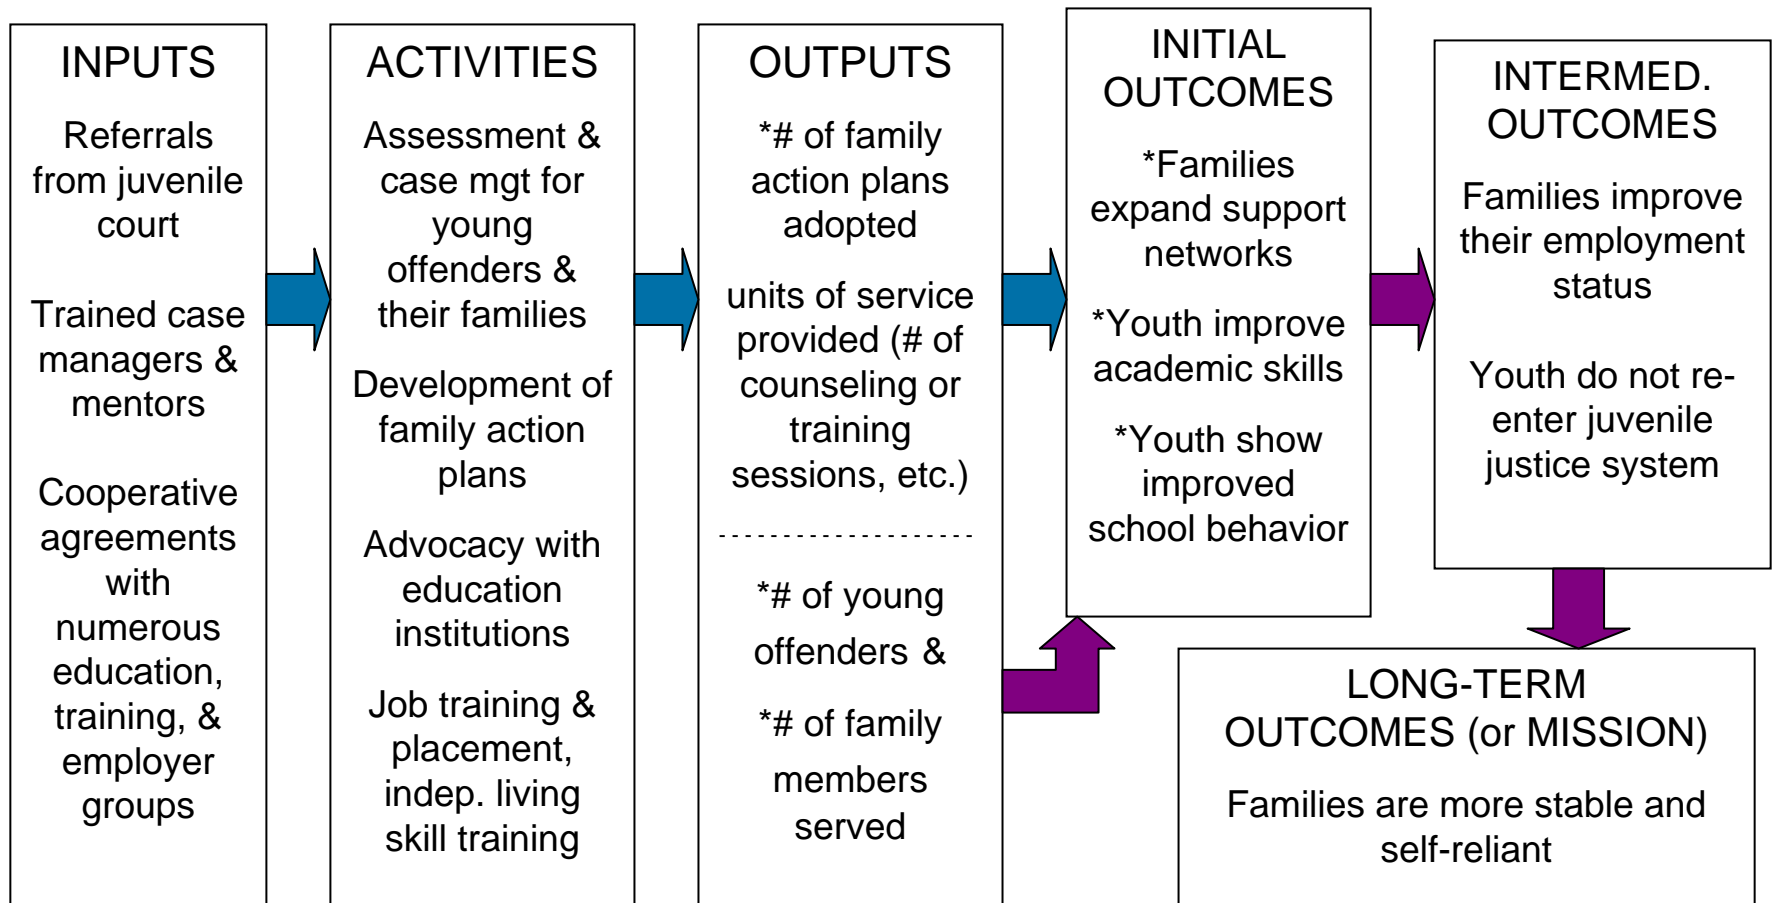 INPUTS
Referrals
from juvenile
court
Trained case
managers &
mentors
Cooperative
agreements
with
numerous
education,
training, &
employer
groups
ACTIVITIES
Assessment &
case mgt for
young
offenders &
their families
Development of
family action
plans
Advocacy with
education
institutions
Job training &
placement,
indep. living
skill training
OUTPUTS
*# of family
action plans
adopted
units of service
provided (# of
counseling or
training
sessions, etc.)
--------------------
*# of young
offenders &
*# of family
members
served
INITIAL
OUTCOMES
*Families
expand support
networks
*Youth improve
academic skills
*Youth show
improved
school behavior
INTERMED.
OUTCOMES
Families improve
their employment
status
Youth do not re-
enter juvenile
justice system
LONG-TERM
OUTCOMES (or MISSION)
Families are more stable and
self-reliant